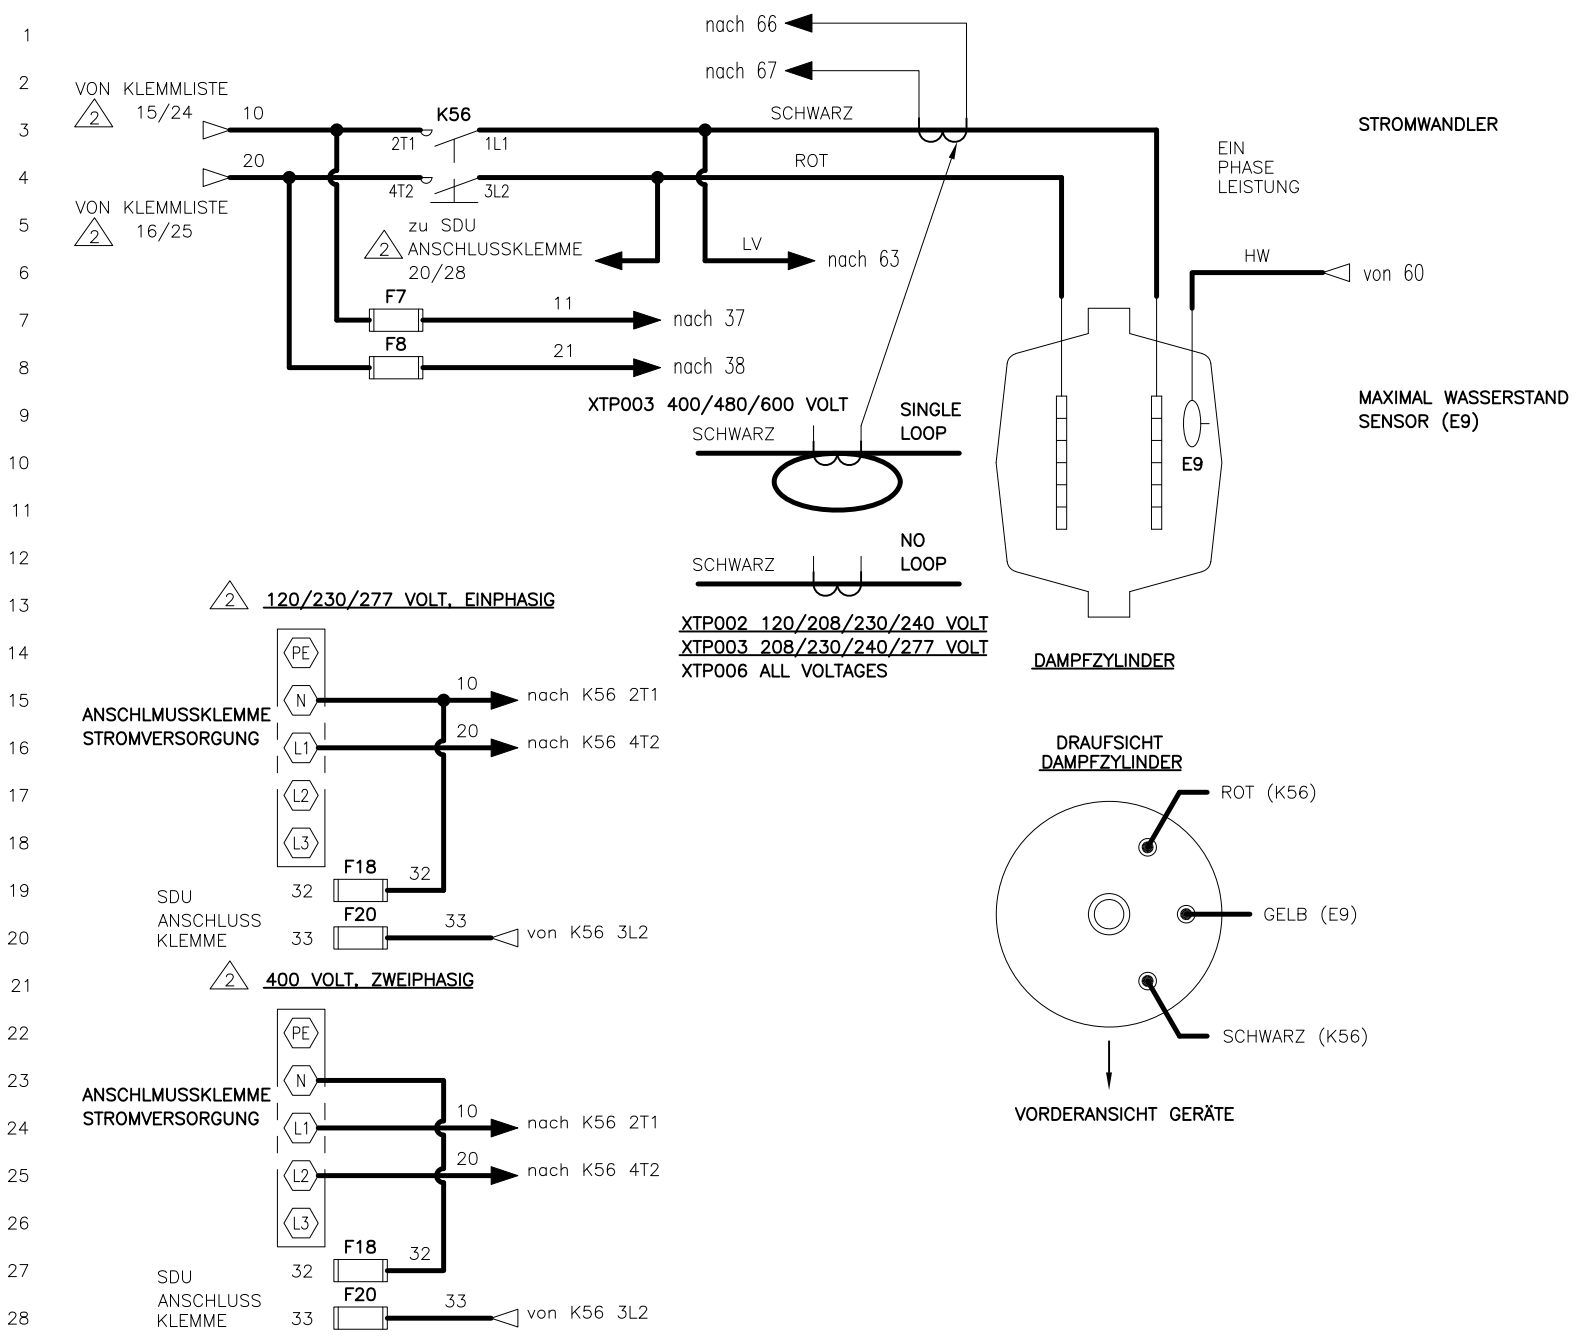 nach 66
1
nach 67
2
VON KLEMMLISTE
2
15/24
10
K56
SCHWARZ
3
2T1
1L1
STROMWANDLER
EIN
PHASE
LEISTUNG
20
ROT
4
4T2
3L2
VON KLEMMLISTE
2
16/25
5
zu SDU
2
ANSCHLUSSKLEMME
20/28
LV
nach 63
HW
6
von 60
F7
11
7
nach 37
F8
21
8
nach 38
XTP003 400/480/600 VOLT
SINGLE
LOOP
MAXIMAL WASSERSTAND
SENSOR (E9)
9
SCHWARZ
10
E9
11
NO
LOOP
12
SCHWARZ
2
120/230/277 VOLT, EINPHASIG
13
XTP002 120/208/230/240 VOLT
XTP003 208/230/240/277 VOLT
XTP006 ALL VOLTAGES
14
PE
DAMPFZYLINDER
15
N
10
nach K56 2T1
ANSCHLMUSSKLEMME
STROMVERSORGUNG
16
L1
20
nach K56 4T2
DRAUFSICHT
DAMPFZYLINDER
17
L2
ROT (K56)
18
L3
F18
32
19
32
SDU
ANSCHLUSS
KLEMME
F20
33
GELB (E9)
20
33
von K56 3L2
2
400 VOLT, ZWEIPHASIG
21
22
PE
SCHWARZ (K56)
23
N
ANSCHLMUSSKLEMME
STROMVERSORGUNG
24
L1
10
nach K56 2T1
VORDERANSICHT GERÄTE
25
L2
20
nach K56 4T2
26
L3
F18
32
27
32
SDU
ANSCHLUSS
KLEMME
F20
33
28
33
von K56 3L2